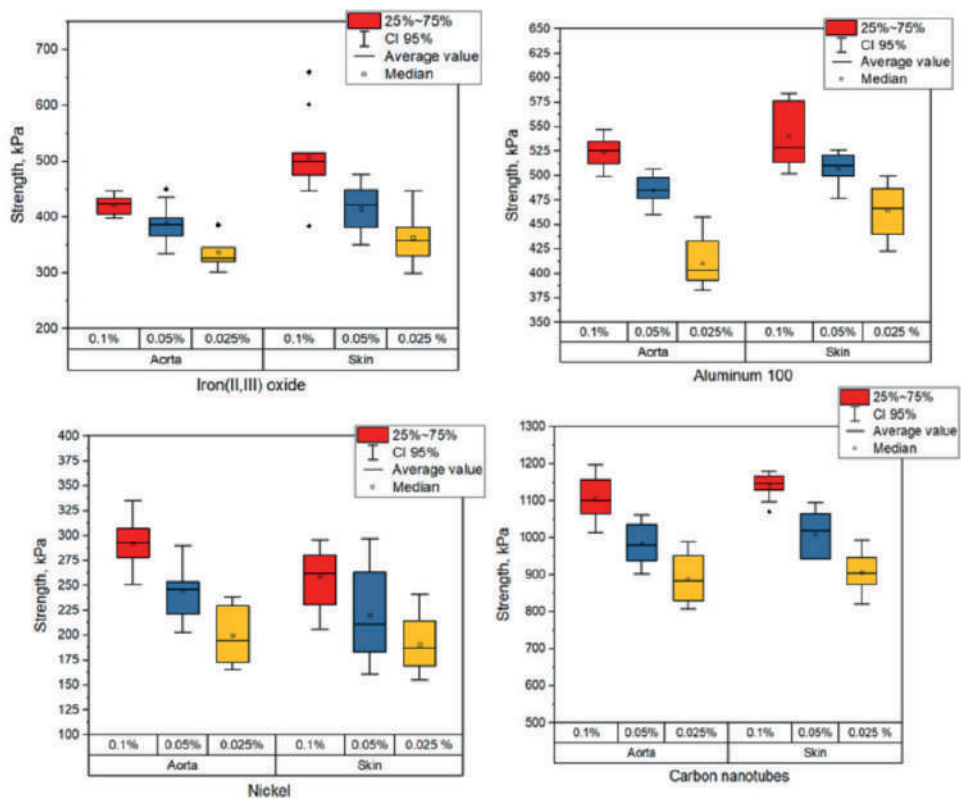 25%~75%
CI 95%
Average value
Median
Strength, kPa
700
600
500
400
300
200
0.1% 0.05% 0.025% 0.1% 0.05% 0.025 %
Aorta Skin
Iron(II,III) oxide
25%~75%
CI 95%
Average value
Median
Strength, kPa
650
625
600
575
550
525
500
475
450
425
400
375
350
0.1% 0.05% 0.025% 0.1% 0.05% 0.025 %
Aorta Skin
Aluminum 100
25%~75%
CI 95%
Average value
Median
Strength, kPa
400
375
350
325
300
275
250
225
200
175
150
125
100
0.1% 0.05% 0.025% 0.1% 0.05% 0.025 %
Aorta Skin
Nickel
25%~75%
CI 95%
Average value
Median
Strength, kPa
1300
1200
1100
1000
900
800
700
600
500
0.1% 0.05% 0.025% 0.1% 0.05% 0.025 %
Aorta Skin
Carbon nanotubes